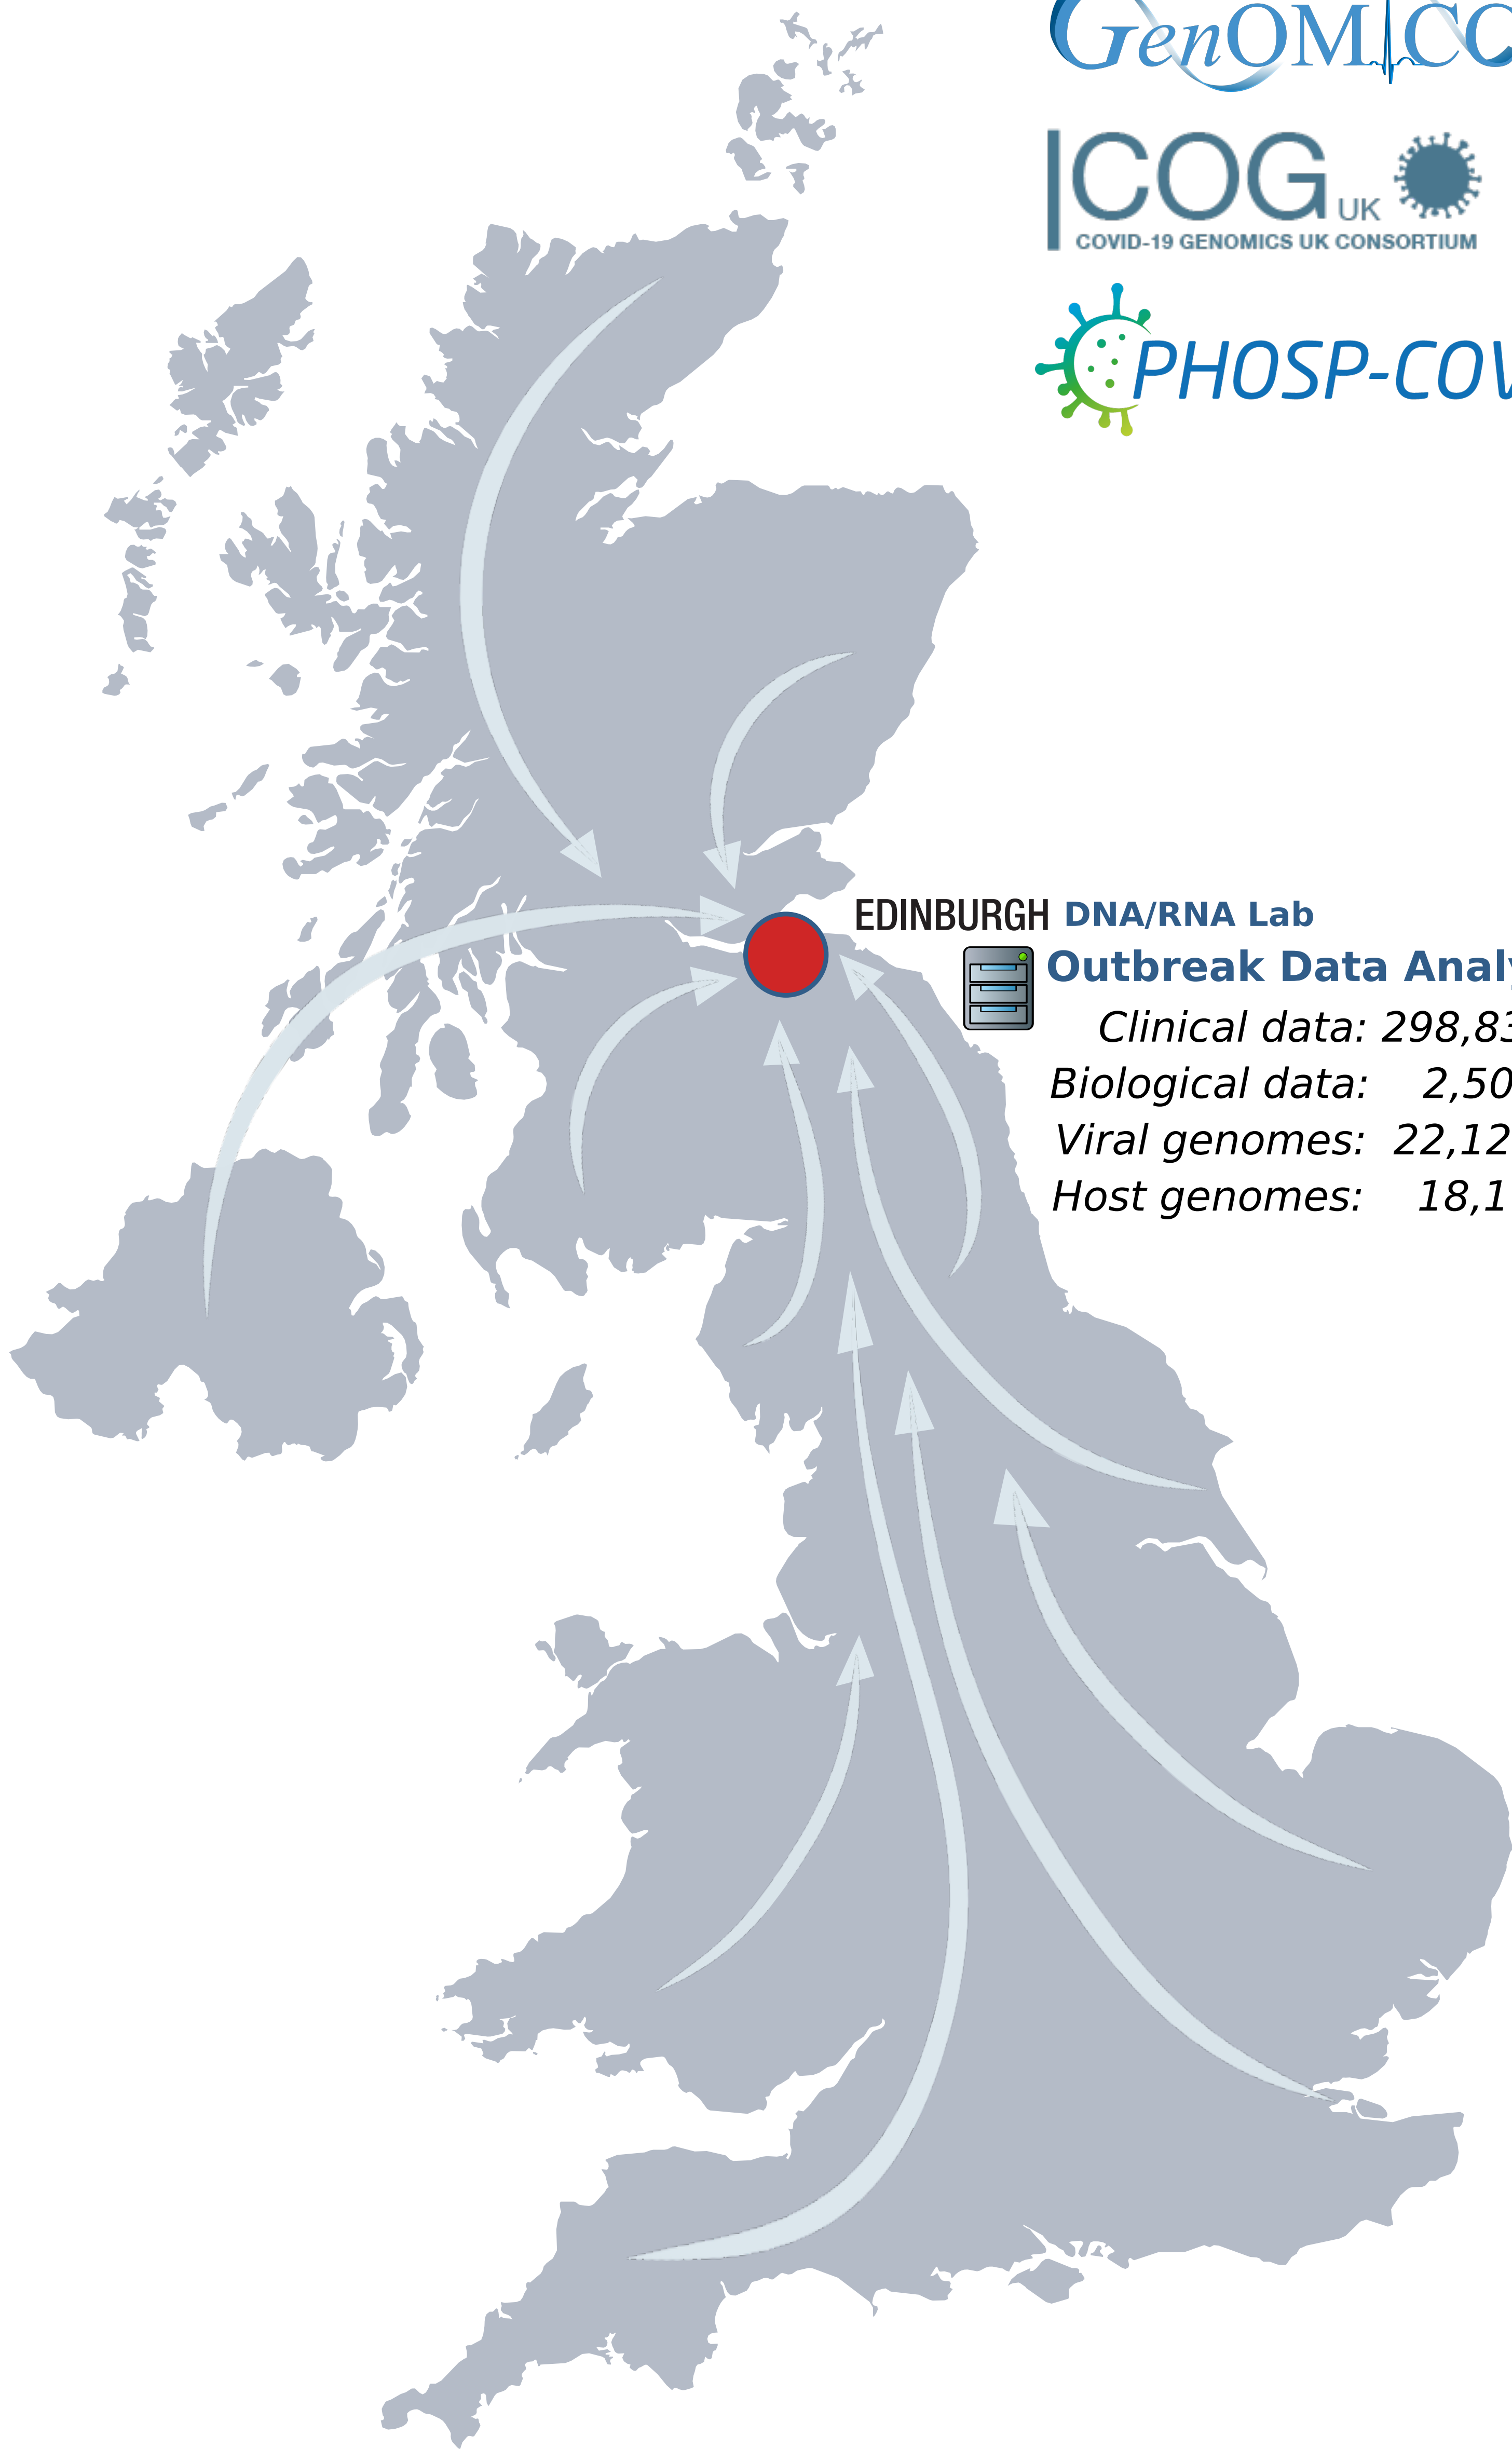 GenOMICC
COG UK
COVID-19 GENOMICS UK CONSORTIUM
PHOSP-COV
EDINBURGH DNA/RNA Lab
Outbreak Data Analy
Clinical data: 298,83
Biological data: 2,50
Viral genomes: 22,12
Host genomes: 18,1